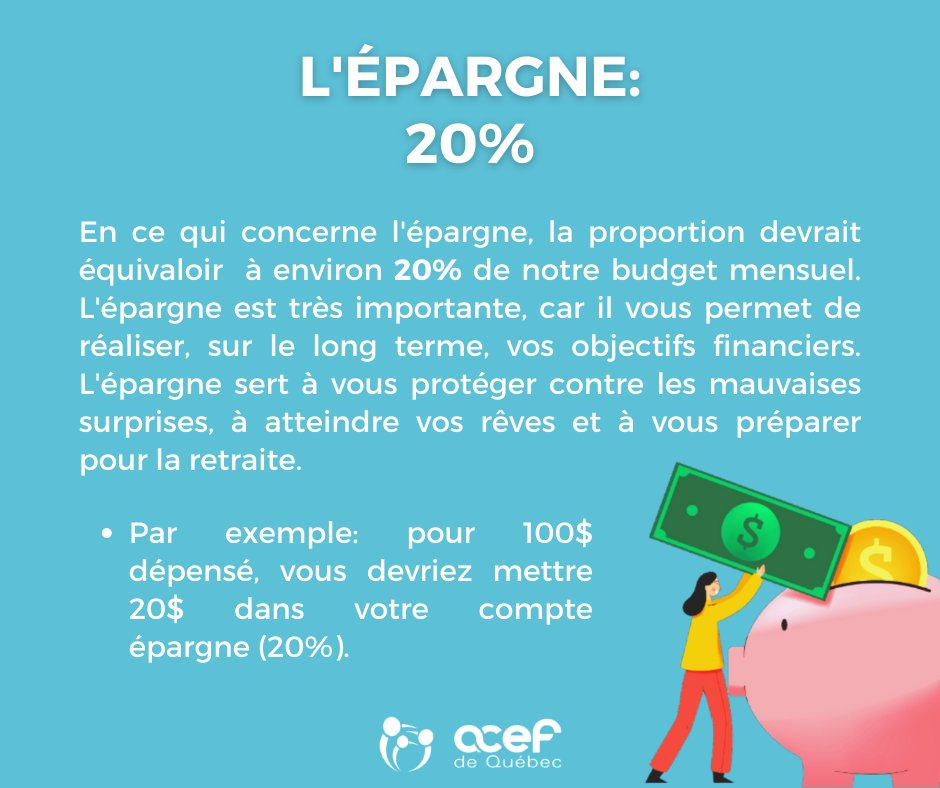 L'ÉPARGNE:
20%
En ce qui concerne l'épargne, la proportion devrait
équivaloir à environ 20% de notre budget mensuel.
L'épargne est très importante, car il vous permet de
réaliser, sur le long terme, vos objectifs financiers.
L'épargne sert à vous protéger contre les mauvaises
surprises, à atteindre vos rêves et à vous préparer
pour la retraite.
• Par exemple: pour 100$
dépensé, vous devriez mettre
20$ dans votre compte
épargne (20%).
$
$
acef
de Québec